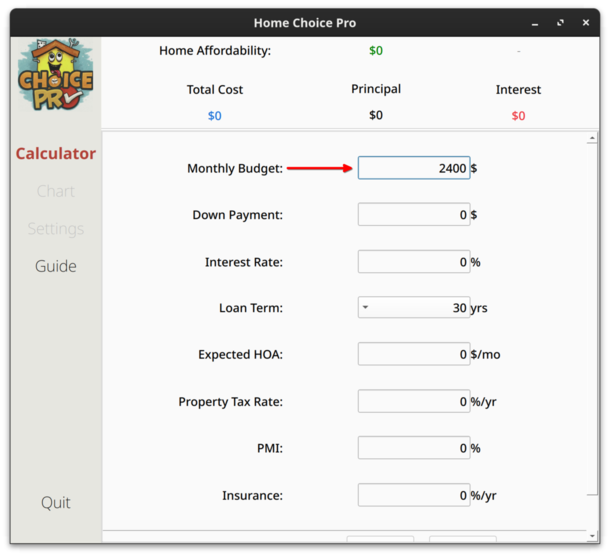 Home Choice Pro
CHOICE
PRO
Home Affordability: $0 -
Total Cost Principal Interest
$0 $0 $0
Calculator
Chart
Settings
Guide
Quit
Monthly Budget: 2400 $
Down Payment: 0 $
Interest Rate: 0 %
Loan Term: 30 yrs
Expected HOA: 0 $/mo
Property Tax Rate: 0 %/yr
PMI: 0 %
Insurance: 0 %/yr